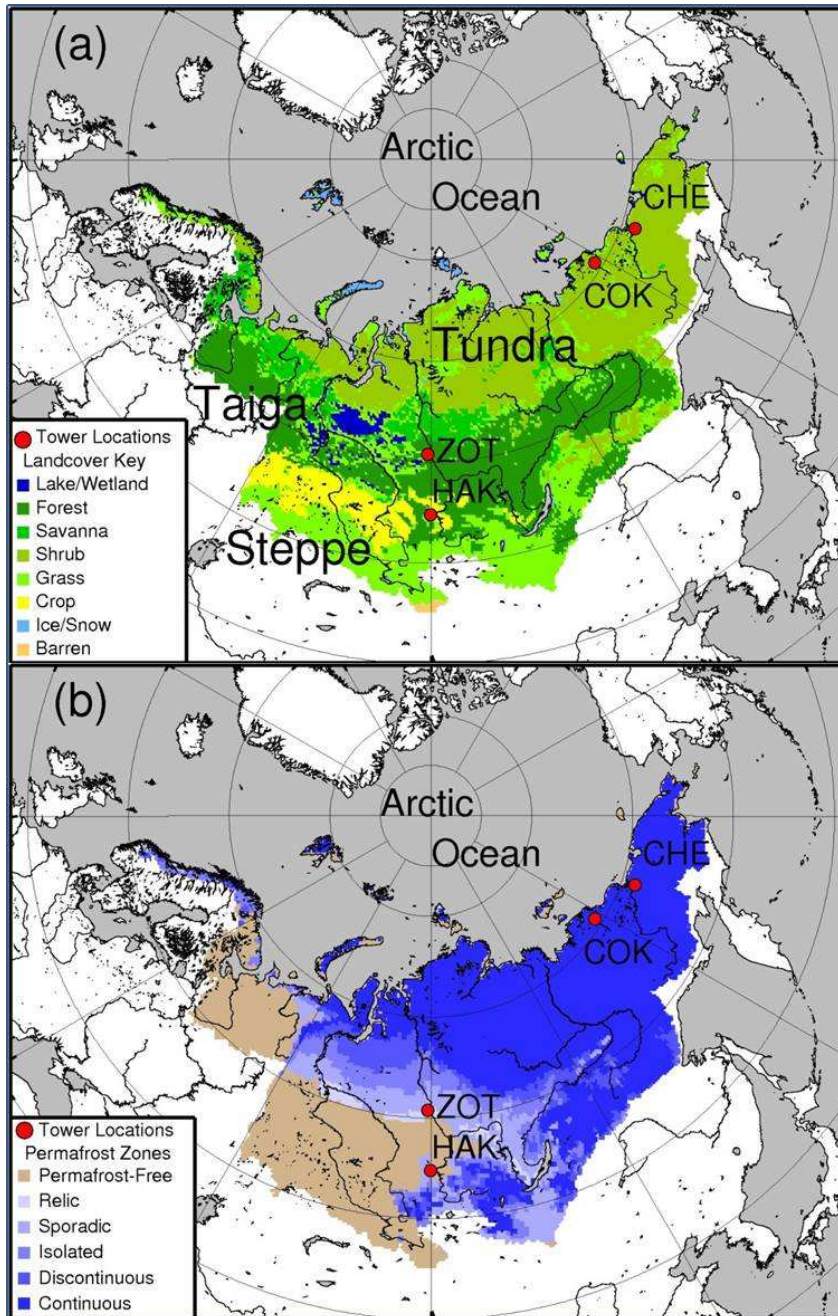 (a)
Arctic
Ocean
CHE
COK
Tundra
Taiga
ZOT
HAK
Steppe
Tower Locations
Landcover Key
Lake/Wetland
Forest
Savanna
Shrub
Grass
Crop
Ice/Snow
Barren
(b)
Arctic
Ocean
CHE
COK
ZOT
HAK
Tower Locations
Permafrost Zones
Permafrost-Free
Relic
Sporadic
Isolated
Discontinuous
Continuous